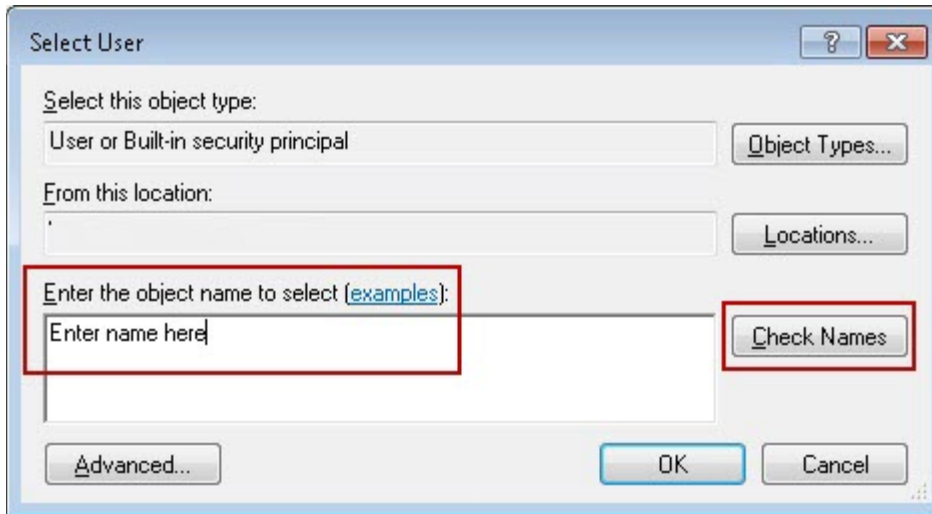 Select User
?
Select this object type:
User or Built-in security principal
Object Types...
From this location:
Locations...
Enter the object name to select (examples):
Enter name here
Check Names
Advanced...
OK
Cancel